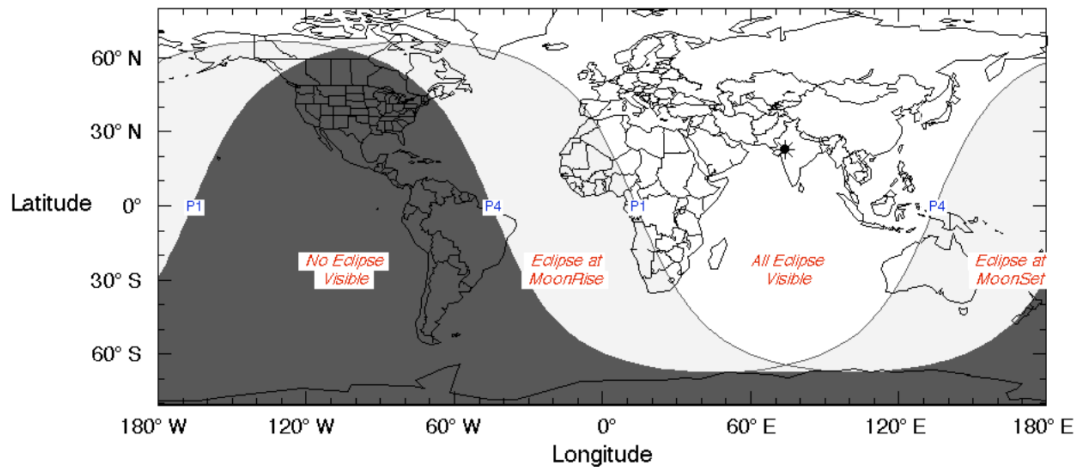 60° N
30° N
Latitude
0°
30° S
60° S
P1
P4
P1
P4
No Eclipse
Visible
Eclipse at
MoonRise
All Eclipse
Visible
Eclipse at
MoonSet
180° W
120° W
60° W
0°
60° E
120° E
180° E
Longitude